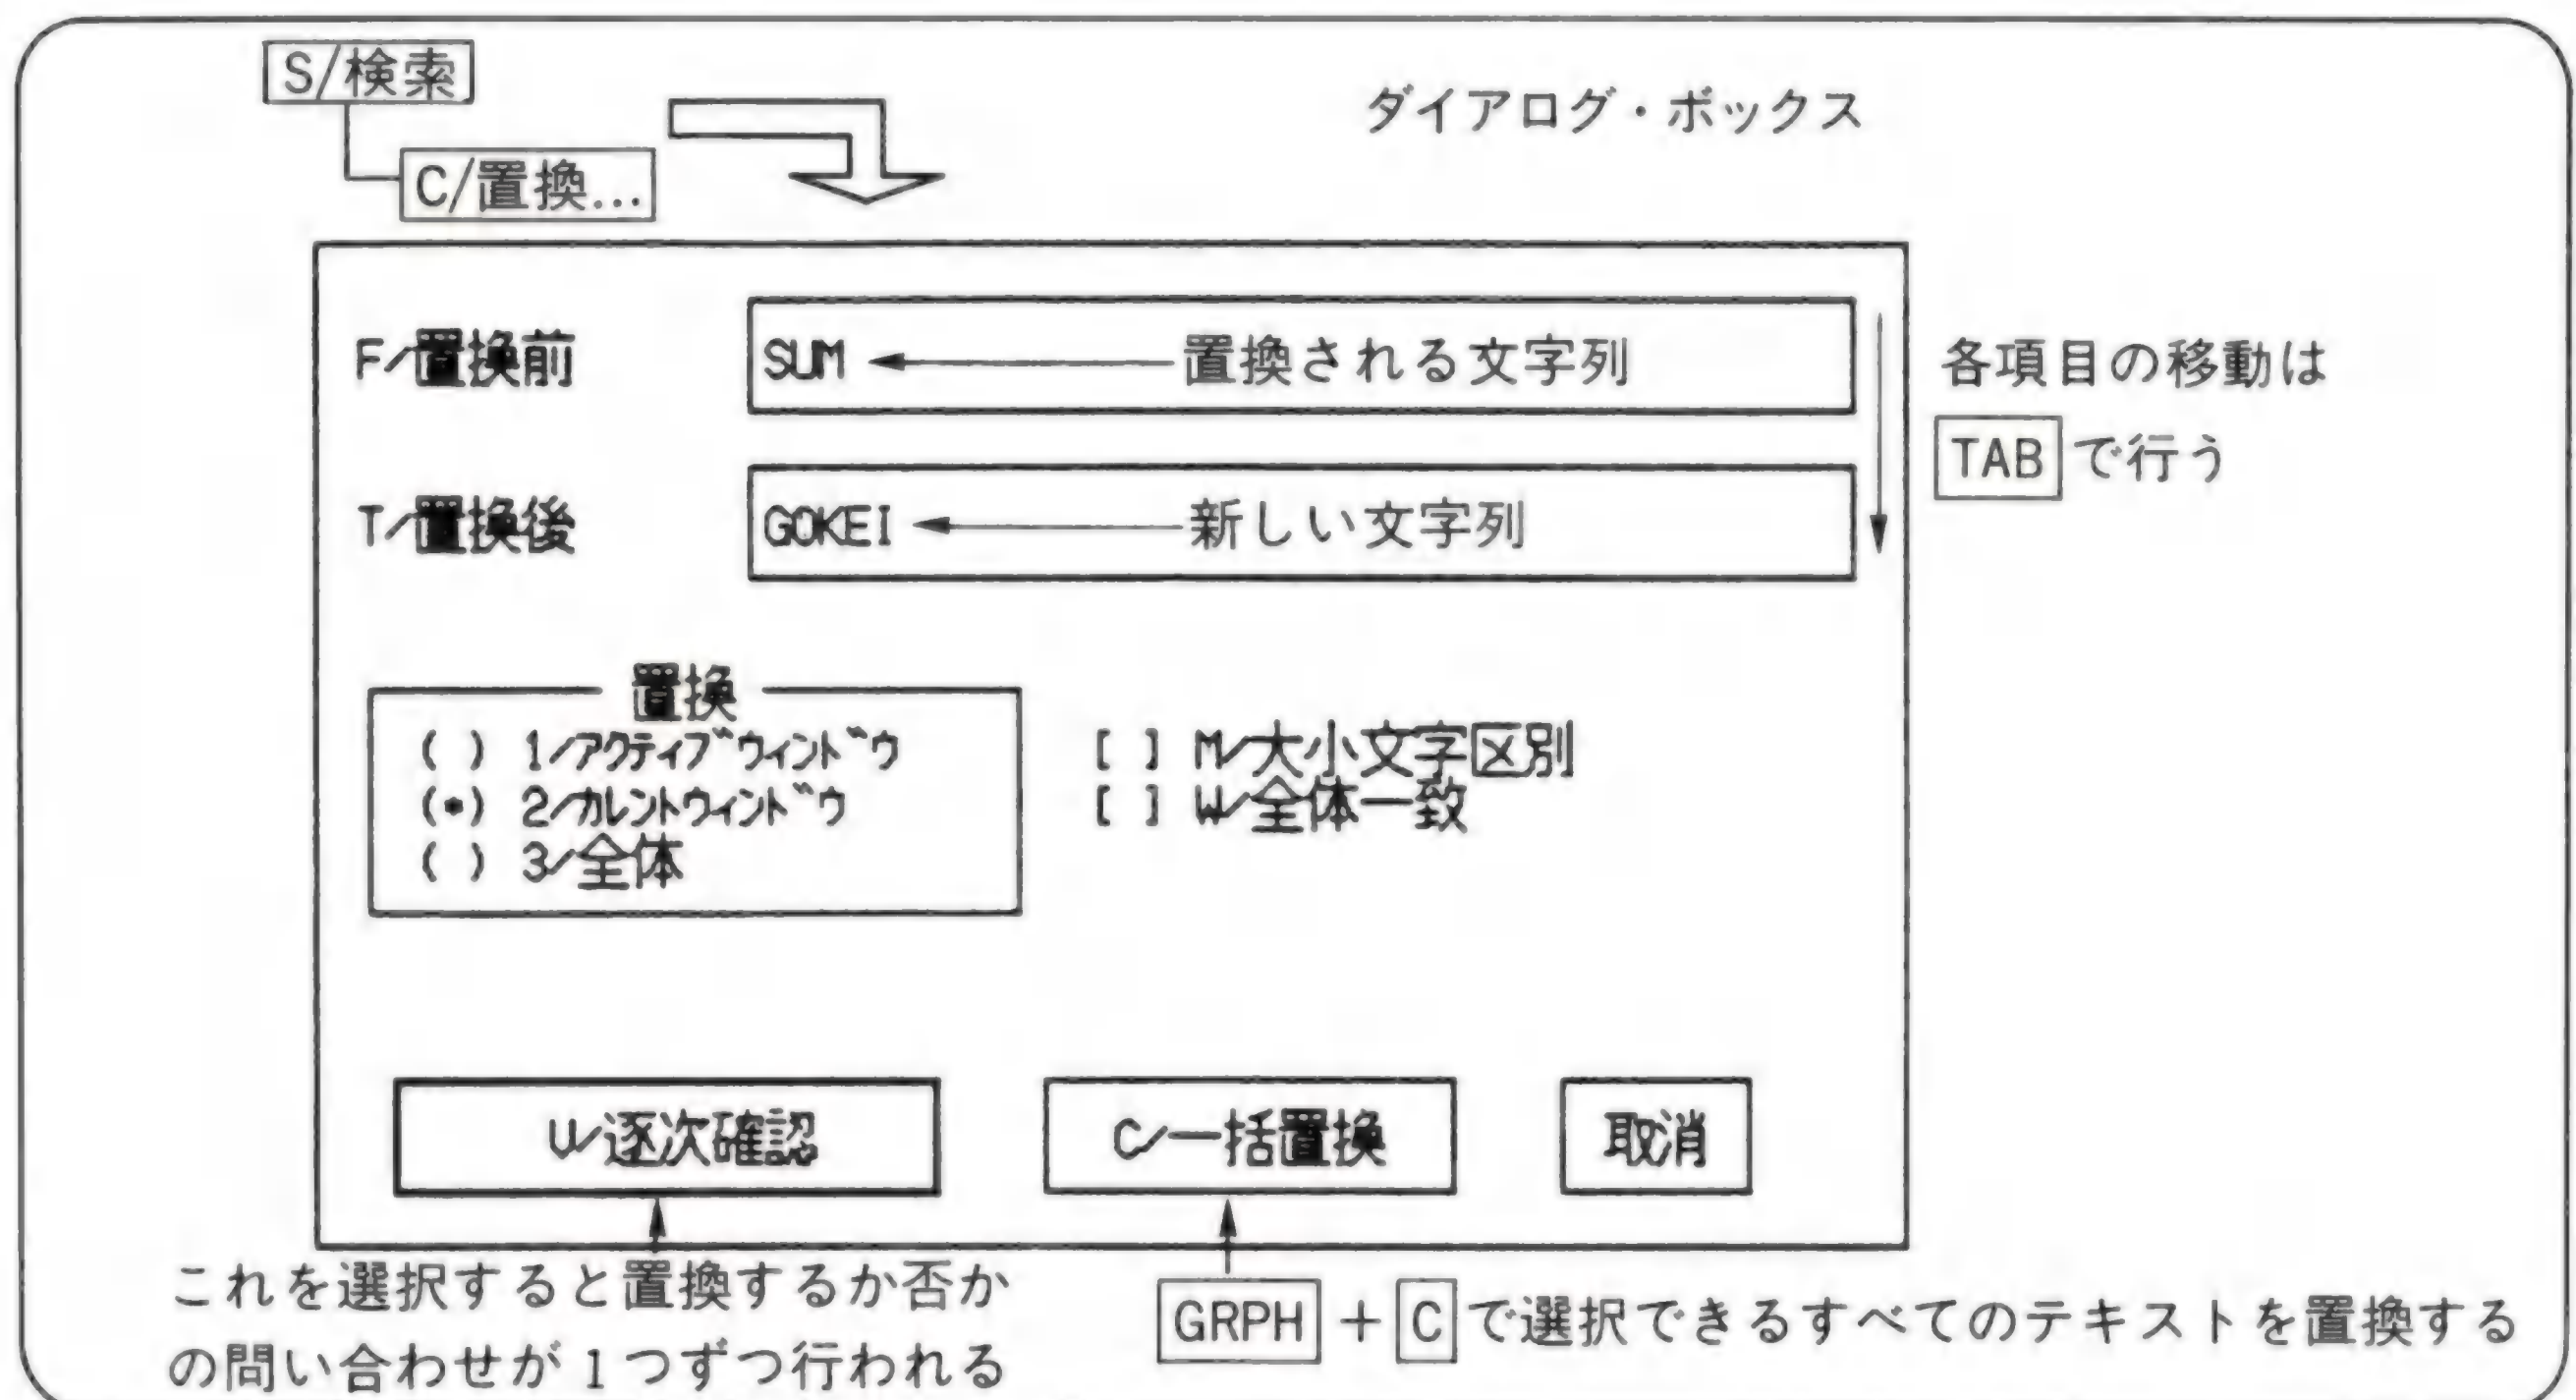 S/検索
ダイアログ・ボックス
C/置換...
F/置換前
SUM
置換される文字列
各項目の移動は
TABで行う
T/置換後
GOKEI
新しい文字列
置換
( ) 1/アクティブウィンドウ
(•) 2/カレントウィンドウ
( ) 3/全体
[ ] M/大小文字区別
[ ] W/全体一致
V/逐次確認
C/一括置換
取消
これを選択すると置換するか否か
の問い合わせが1つずつ行われる
GRPH + C で選択できるすべてのテキストを置換する